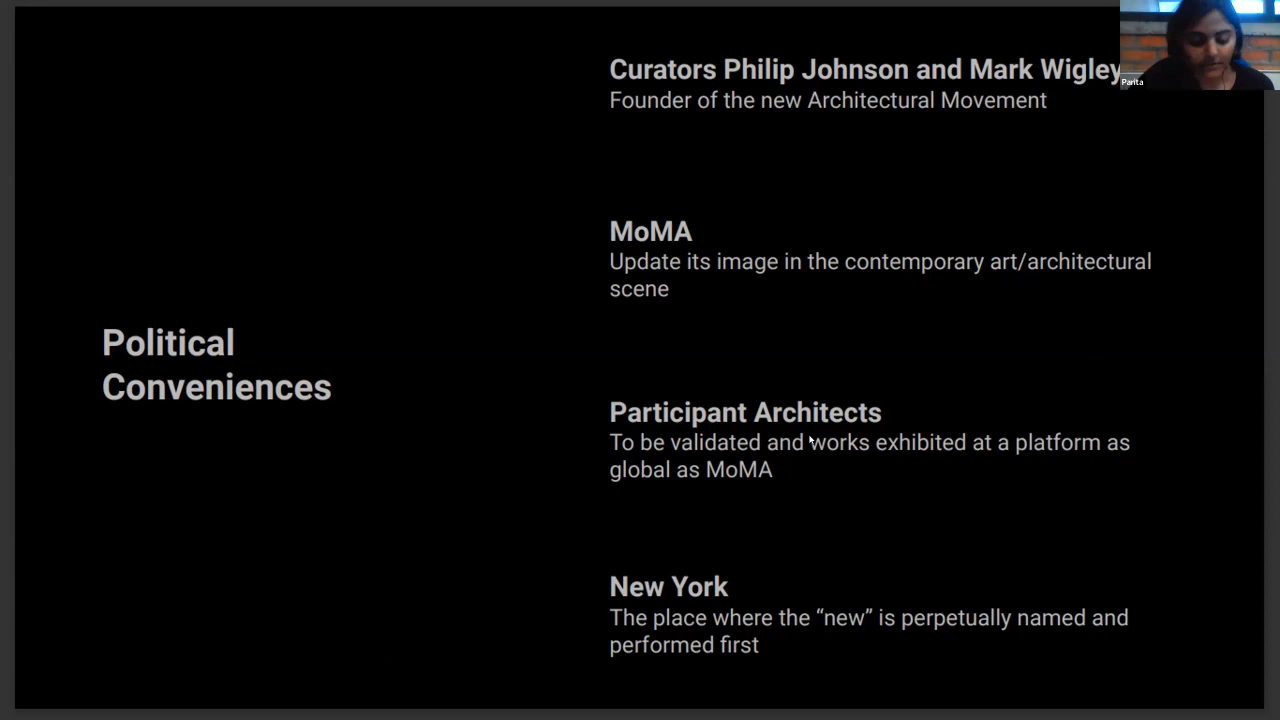 Curators Philip Johnson and Mark Wigley
Founder of the new Architectural Movement
MoMA
Update its image in the contemporary art/architectural
scene
Political
Conveniences
Participant Architects
To be validated and works exhibited at a platform as
global as MoMA
New York
The place where the “new” is perpetually named and
performed first
Parita